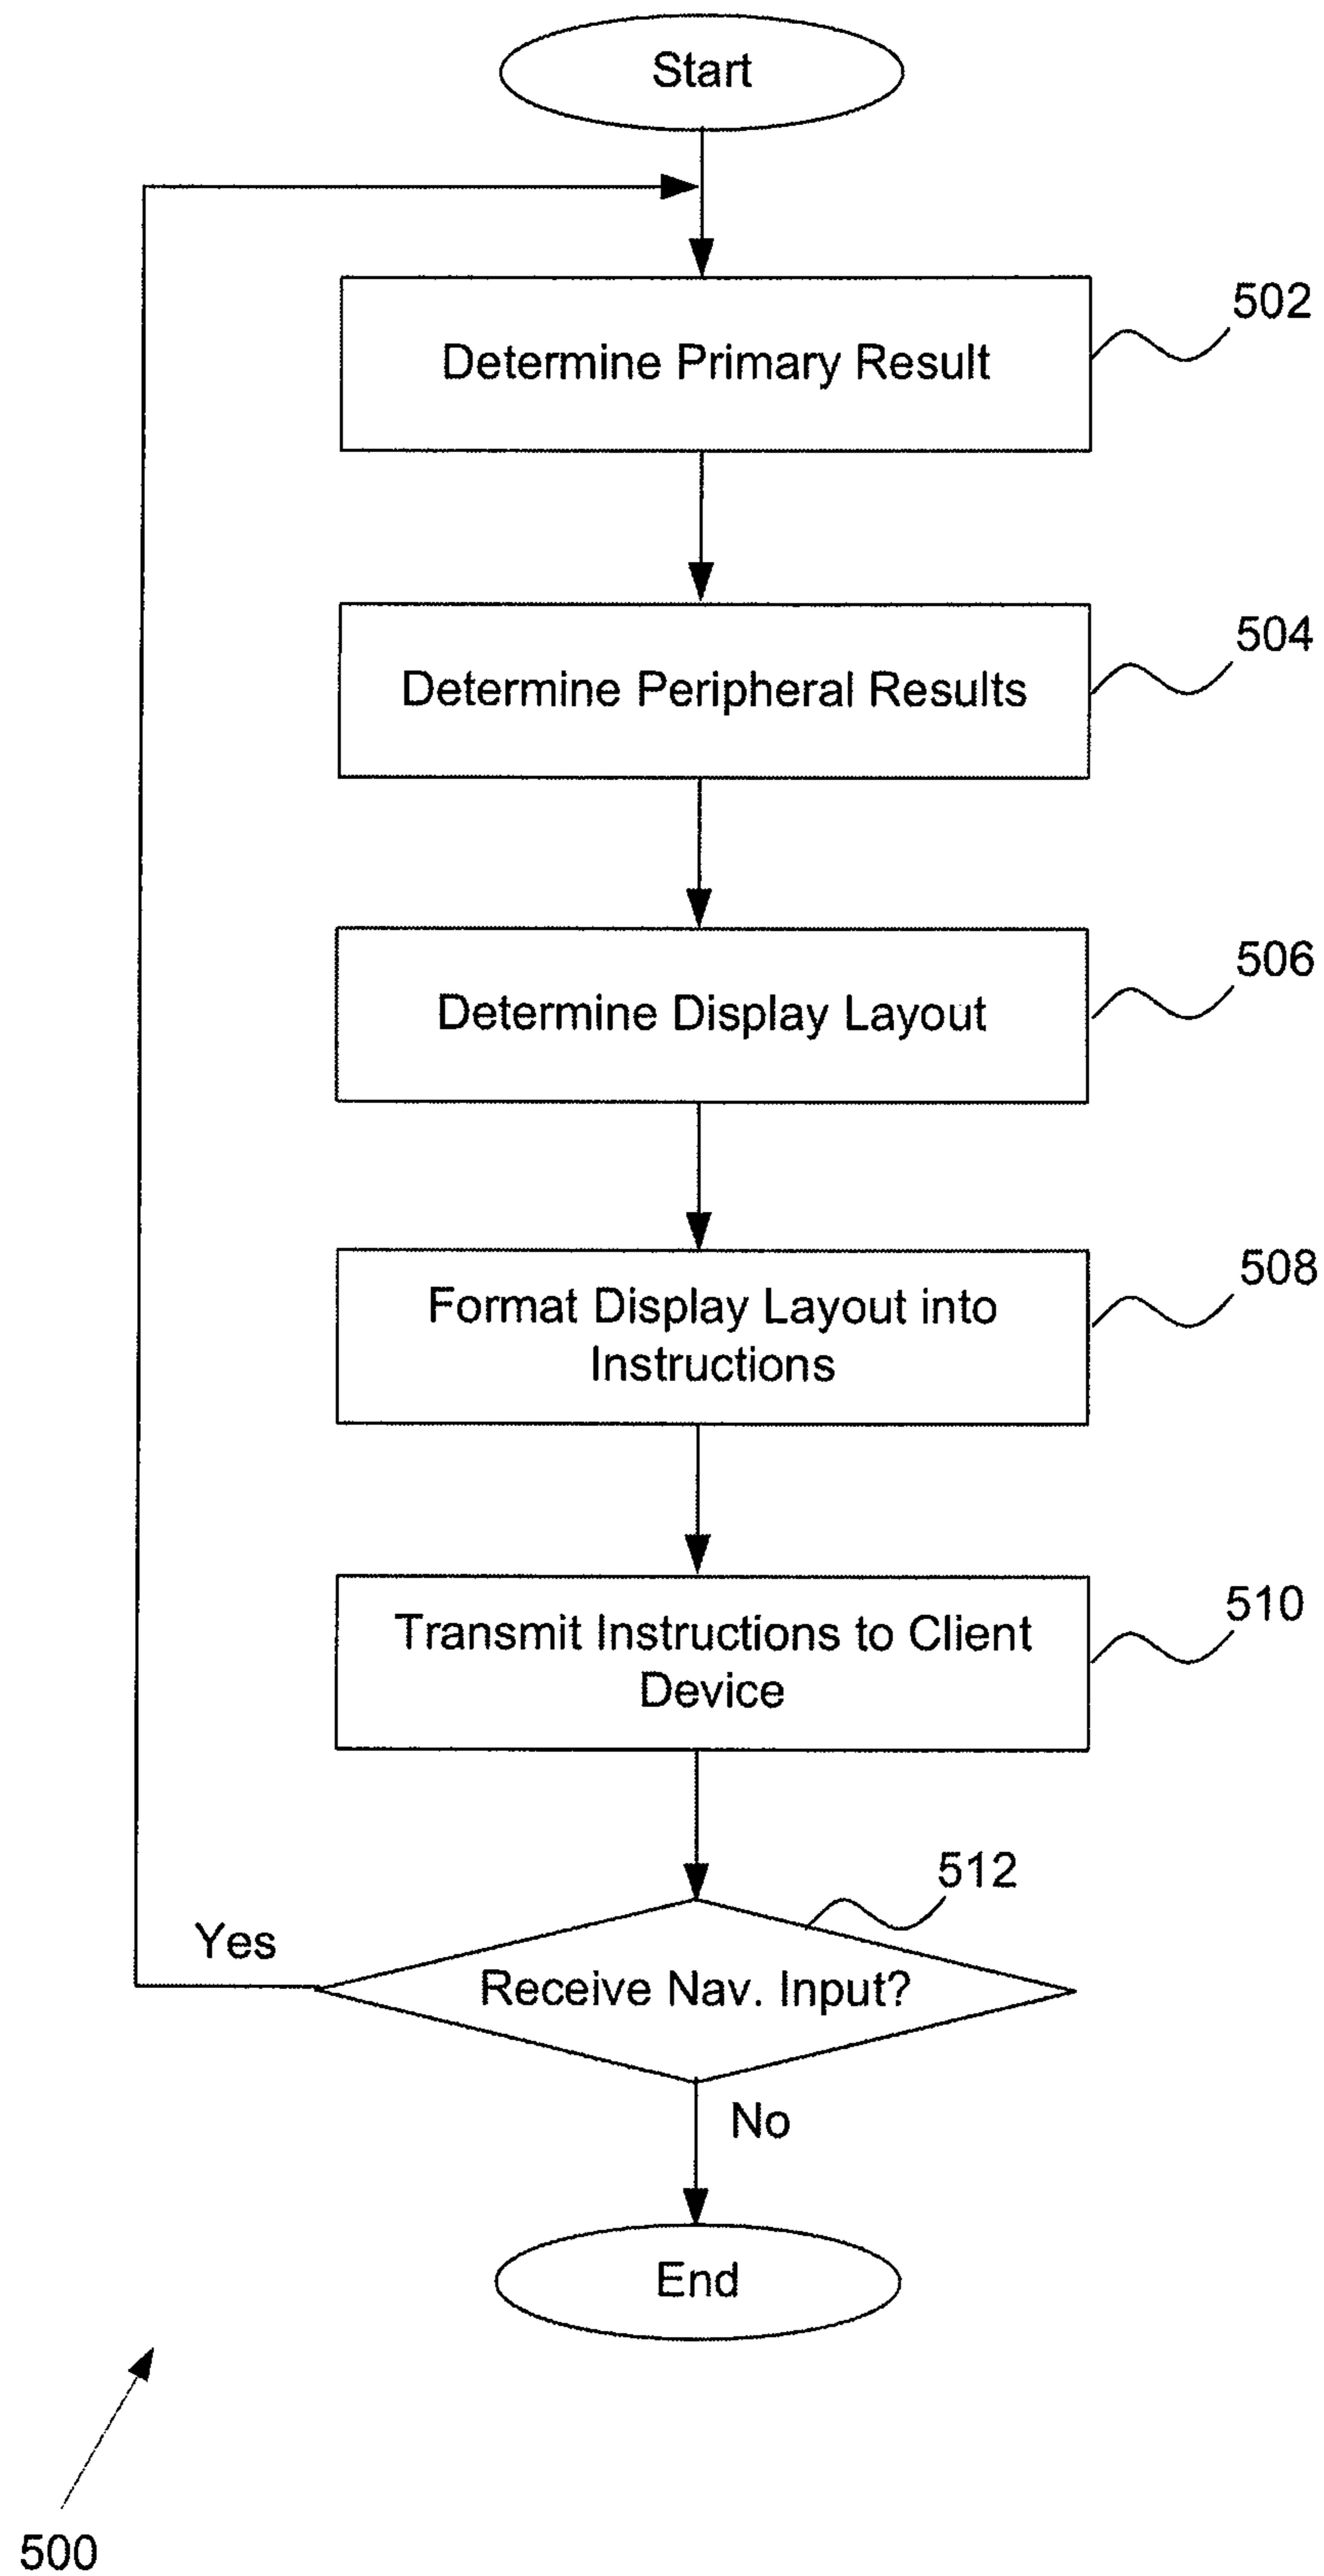 Start
502
Determine Primary Result
504
Determine Peripheral Results
506
Determine Display Layout
508
Format Display Layout into
Instructions
510
Transmit Instructions to Client
Device
512
Yes
Receive Nav. Input?
No
End
500